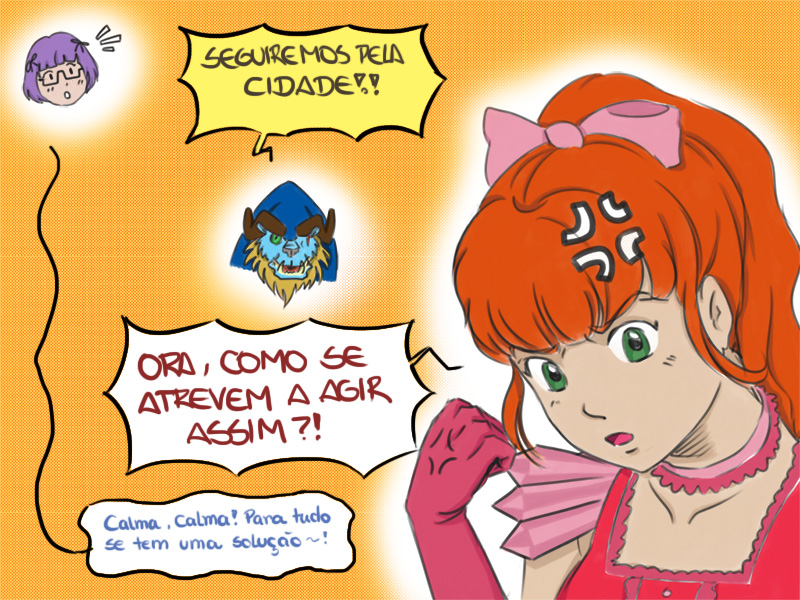 SEGUIREMOS PELA
CIDADE!!
ORA, COMO SE
ATREVEM A AGIR
ASSIM?!
Calma, Calma! Para tudo
se tem uma solução~!